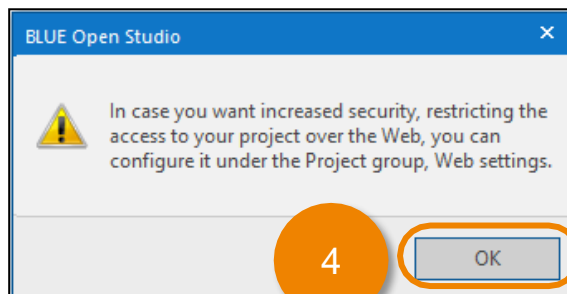 BLUE Open Studio
In case you want increased security, restricting the
access to your project over the Web, you can
configure it under the Project group, Web settings.
4
OK